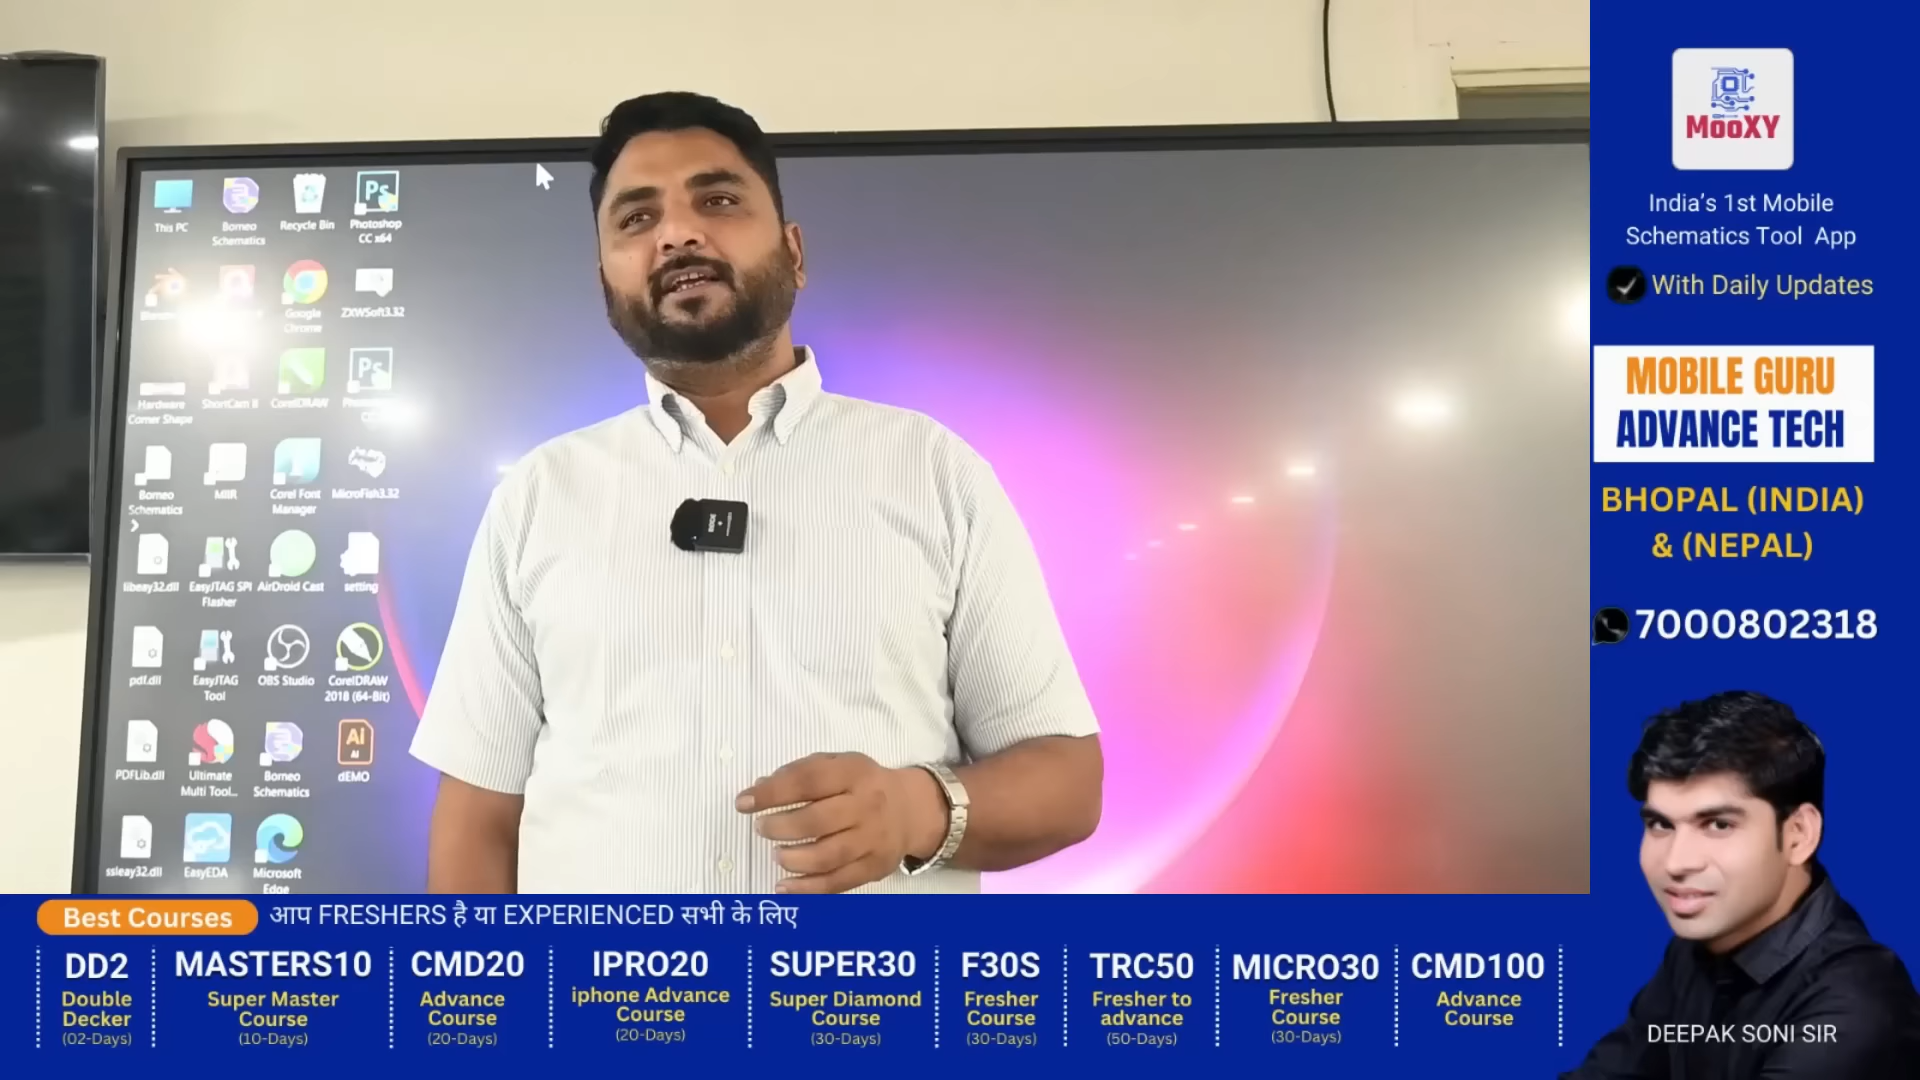 This PC
Borneo
Schematics
Recycle Bin
Photoshop
CC x64
Google
Chrome
ZXWSoft3.32
Hardware
Corner Shape
ShortCam II
CorelDRAW
Borneo
Schematics
Corel Font
Manager
MicroFish3.32
libeay32.dll
EasyJTAG SPI
Flasher
AirDroid Cast
setting
pdf.dll
EasyJTAG
Tool
OBS Studio
CorelDRAW
2018 (64-Bit)
PDFLib.dll
Ultimate
Multi Tool...
Borneo
Schematics
dEMO
ssleay32.dll
EasyEDA
Microsoft
Edge
Ps
Ps
Ai
AI
MOOXY
India's 1st Mobile
Schematics Tool App
With Daily Updates
MOBILE GURU
ADVANCE TECH
BHOPAL (INDIA)
& (NEPAL)
7000802318
DEEPAK SONI SIR
Best Courses
आप FRESHERS है या EXPERIENCED सभी के लिए
DD2
Double
Decker
(02-Days)
MASTERS10
Super Master
Course
(10-Days)
CMD20
Advance
Course
(20-Days)
IPRO20
iphone Advance
Course
(20-Days)
SUPER30
Super Diamond
Course
(30-Days)
F30S
Fresher
Course
(30-Days)
TRC50
Fresher to
advance
(50-Days)
MICRO30
Fresher
Course
(30-Days)
CMD100
Advance
Course